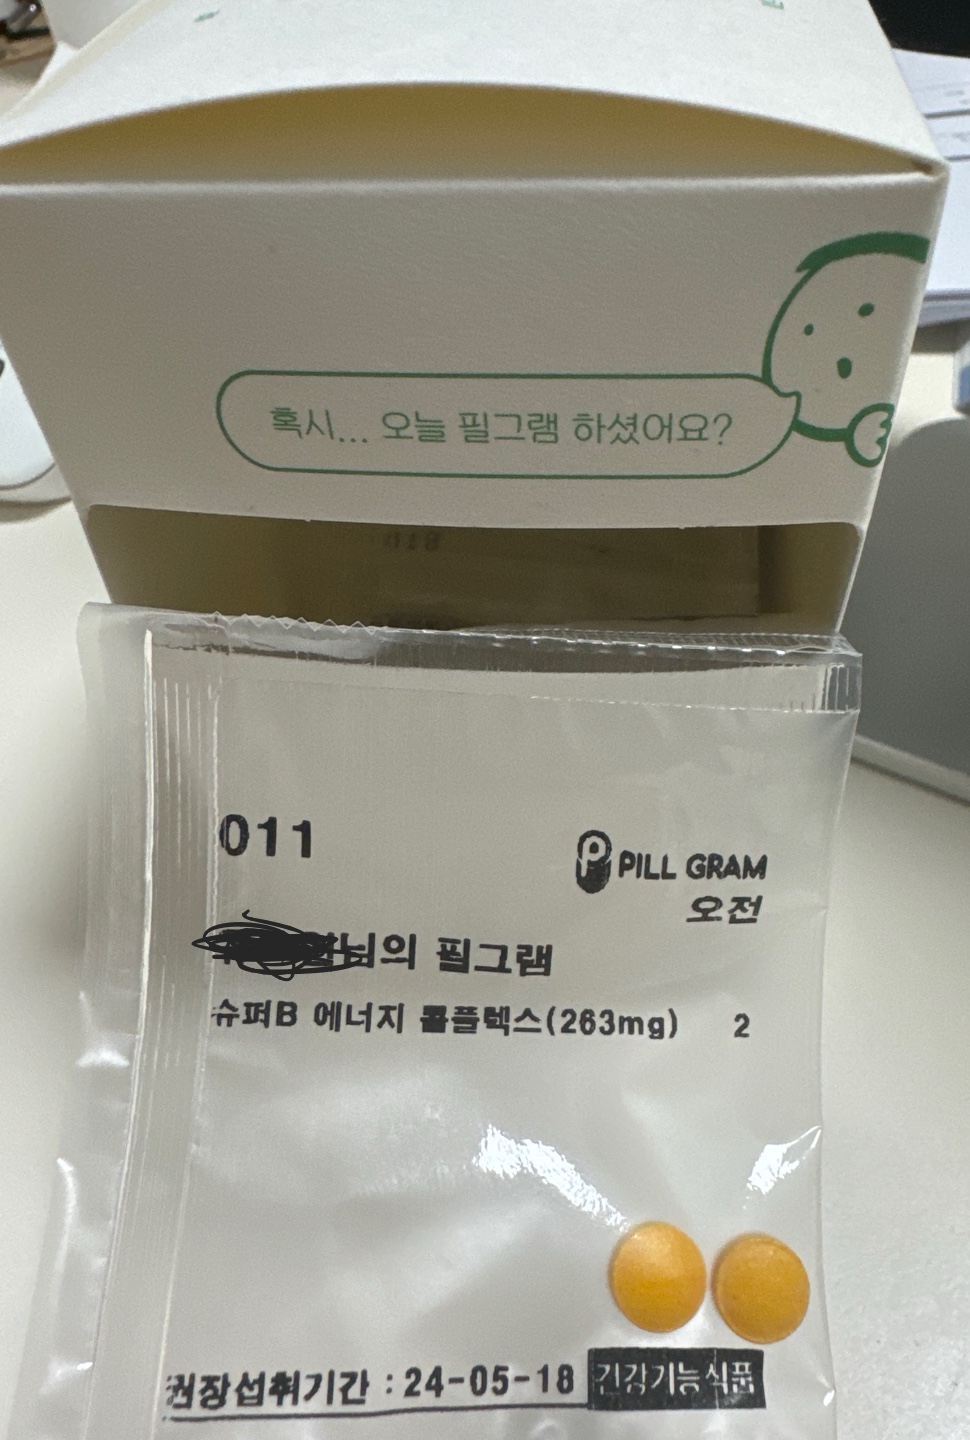 혹시... 오늘 필그램 하셨어요?
018
011
PILL GRAM
오전
님의 필그램
슈퍼B 에너지 콤플렉스(263mg) 2
권장섭취기간 : 24-05-18 건강기능식품